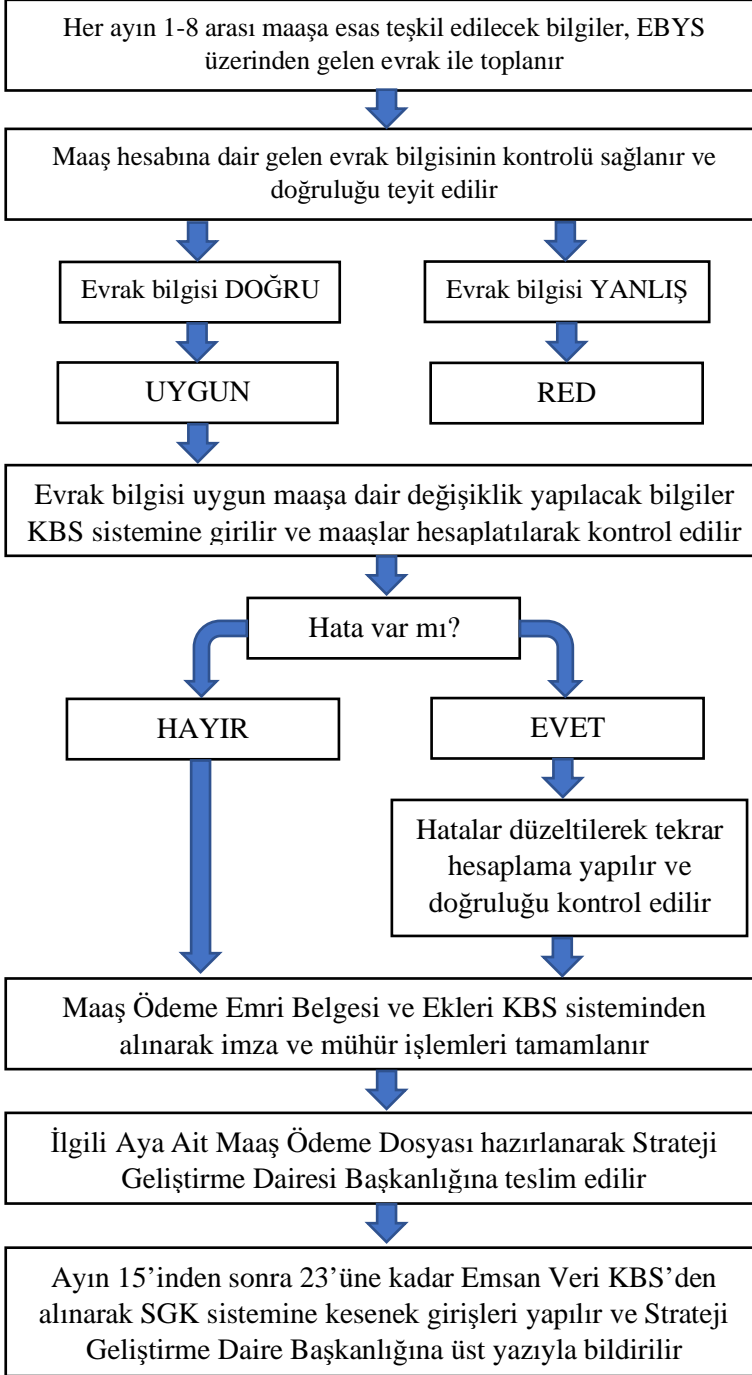 Her ayın 1-8 arası maaşa esas teşkil edilecek bilgiler, EBYS
üzerinden gelen evrak ile toplanır
Maaş hesabına dair gelen evrak bilgisinin kontrolü sağlanır ve
doğruluğu teyit edilir
Evrak bilgisi DOĞRU
Evrak bilgisi YANLIŞ
UYGUN
RED
Evrak bilgisi uygun maaşa dair değişiklik yapılacak bilgiler
KBS sistemine girilir ve maaşlar hesaplatılarak kontrol edilir
Hata var mı?
HAYIR
EVET
Hatalar düzeltilerek tekrar
hesaplama yapılır ve
doğruluğu kontrol edilir
Maaş Ödeme Emri Belgesi ve Ekleri KBS sisteminden
alınarak imza ve mühür işlemleri tamamlanır
İlgili Aya Ait Maaş Ödeme Dosyası hazırlanarak Strateji
Geliştirme Dairesi Başkanlığına teslim edilir
Ayın 15’inden sonra 23’üne kadar Emsan Veri KBS’den
alınarak SGK sistemine kesenek girişleri yapılır ve Strateji
Geliştirme Daire Başkanlığına üst yazıyla bildirilir